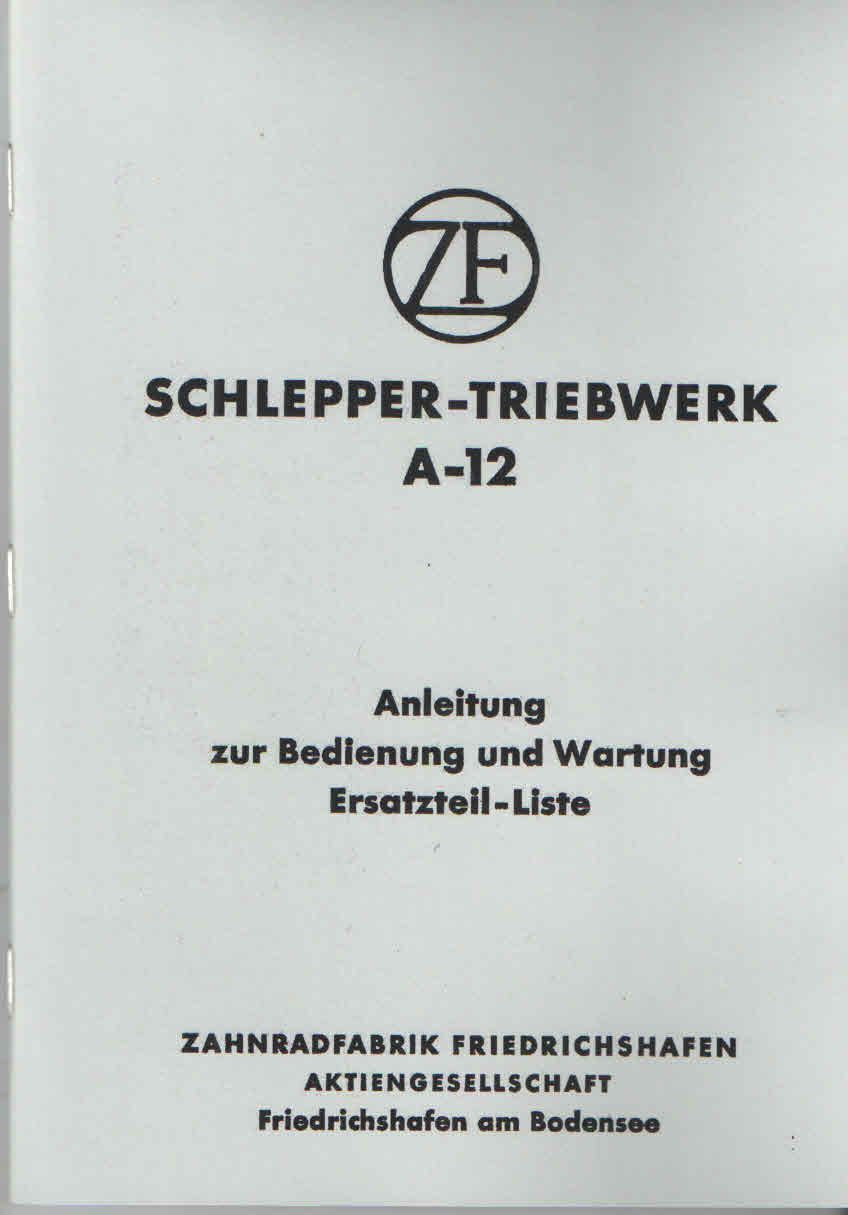 ZF
SCHLEPPER-TRIEBWERK
A-12
Anleitung
zur Bedienung und Wartung
Ersatzteil-Liste
ZAHNRADFABRIK FRIEDRICHSHAFEN
AKTIENGESELLSCHAFT
Friedrichshafen am Bodensee